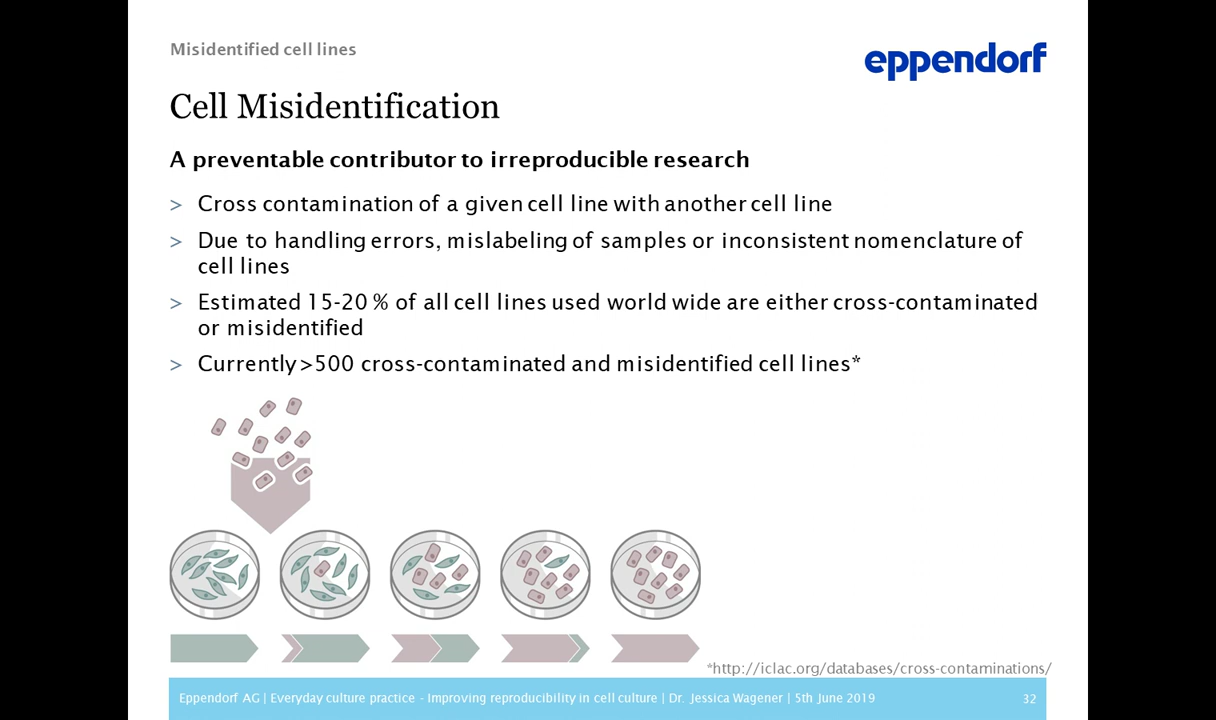 Misidentified cell lines
eppendorf
Cell Misidentification
A preventable contributor to irreproducible research
> Cross contamination of a given cell line with another cell line
> Due to handling errors, mislabeling of samples or inconsistent nomenclature of
cell lines
> Estimated 15-20 % of all cell lines used world wide are either cross-contaminated
or misidentified
> Currently >500 cross-contaminated and misidentified cell lines*
*http://iclac.org/databases/cross-contaminations/
Eppendorf AG | Everyday culture practice - Improving reproducibility in cell culture | Dr. Jessica Wagener | 5th June 2019
32